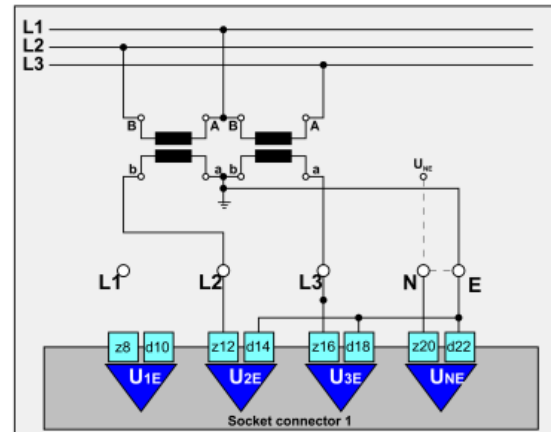 L1
L2
L3
B A B A
b a b a
U_NE
L1 L2 L3 N E
z8 d10 z12 d14 z16 d18 z20 d22
U1E U2E U3E UNE
Socket connector 1